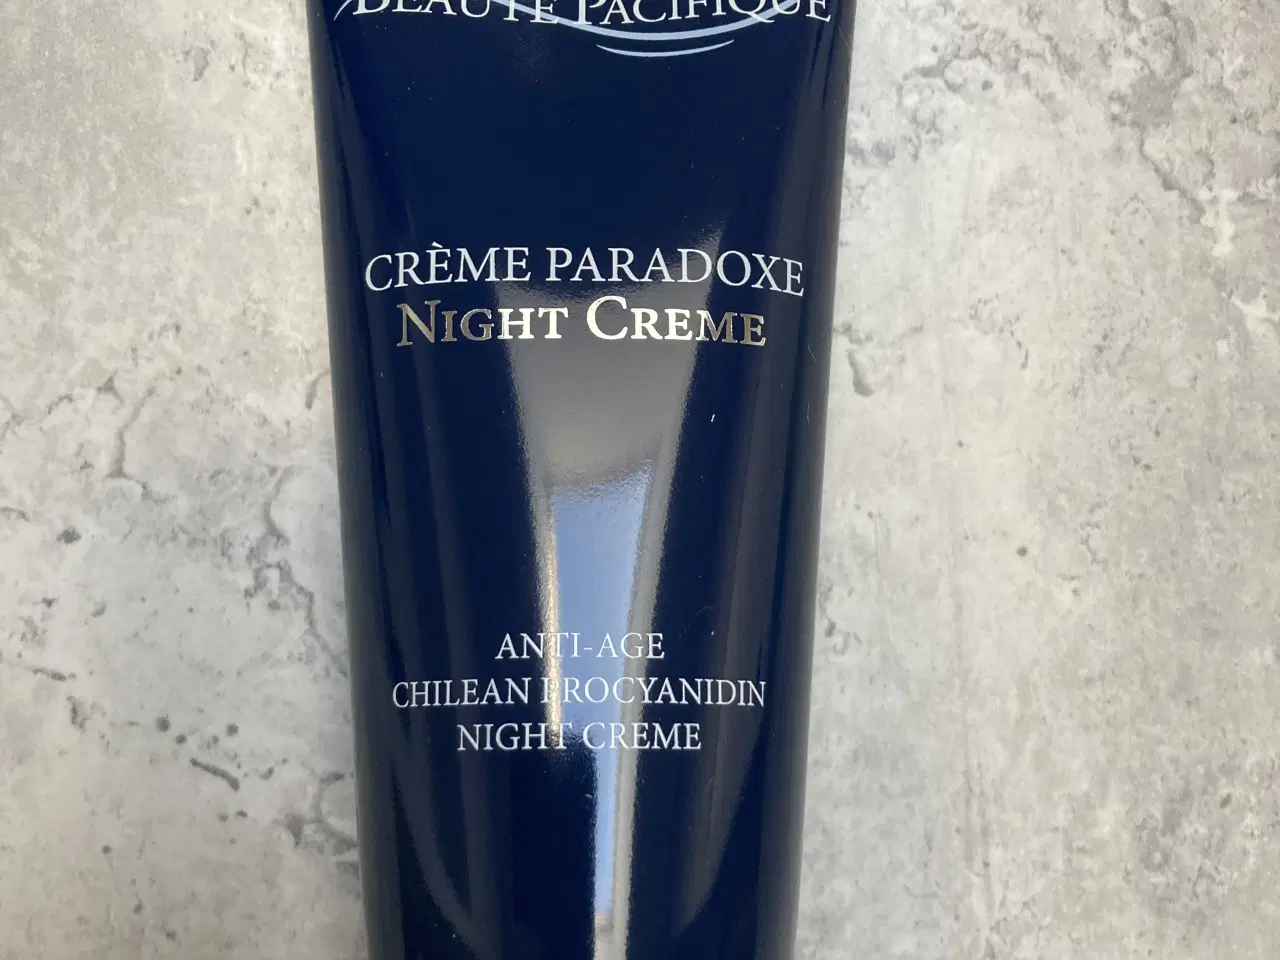 BEAUTÉ PACIFIQUE
CRÈME PARADOXE
NIGHT CREME
ANTI-AGE
CHILEAN PROCYANIDIN
NIGHT CREME